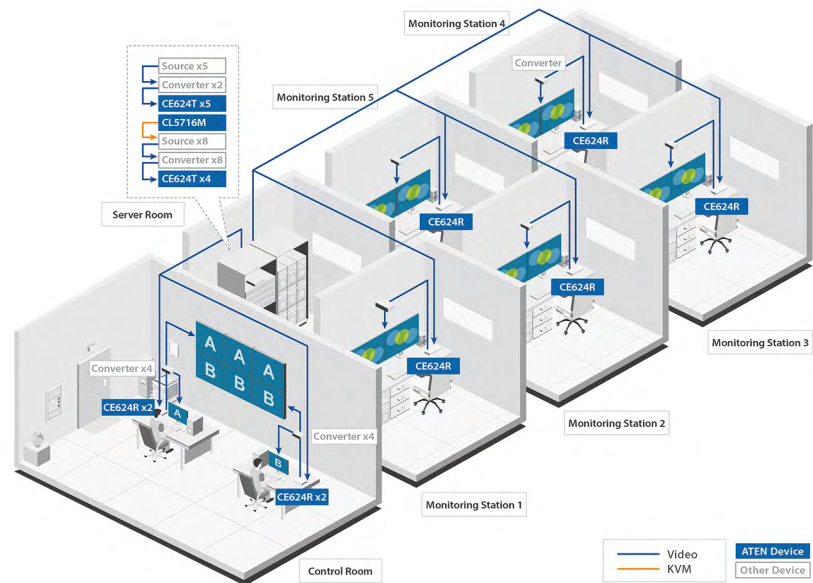 Monitoring Station 4
Source x5
Converter x2
CE624T x5
CL5716M
Source x8
Converter x8
CE624T x4
Server Room
Monitoring Station 5
Converter
CE624R
CE624R
CE624R
CE624R
CE624R
Monitoring Station 3
Monitoring Station 2
Monitoring Station 1
A A A
B B B
Converter x4
CE624R x2
A
Converter x4
B
CE624R x2
Control Room
Video
KVM
ATEN Device
Other Device